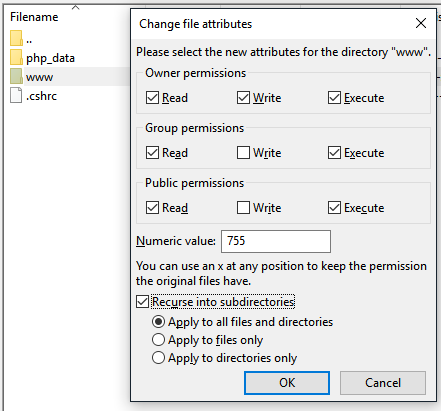 Filename
..
php_data
www
.cshrc
Change file attributes
Please select the new attributes for the directory "www".
Owner permissions
Read Write Execute
Group permissions
Read Write Execute
Public permissions
Read Write Execute
Numeric value: 755
You can use an x at any position to keep the permission
the original files have.
Recurse into subdirectories
Apply to all files and directories
Apply to files only
Apply to directories only
OK Cancel